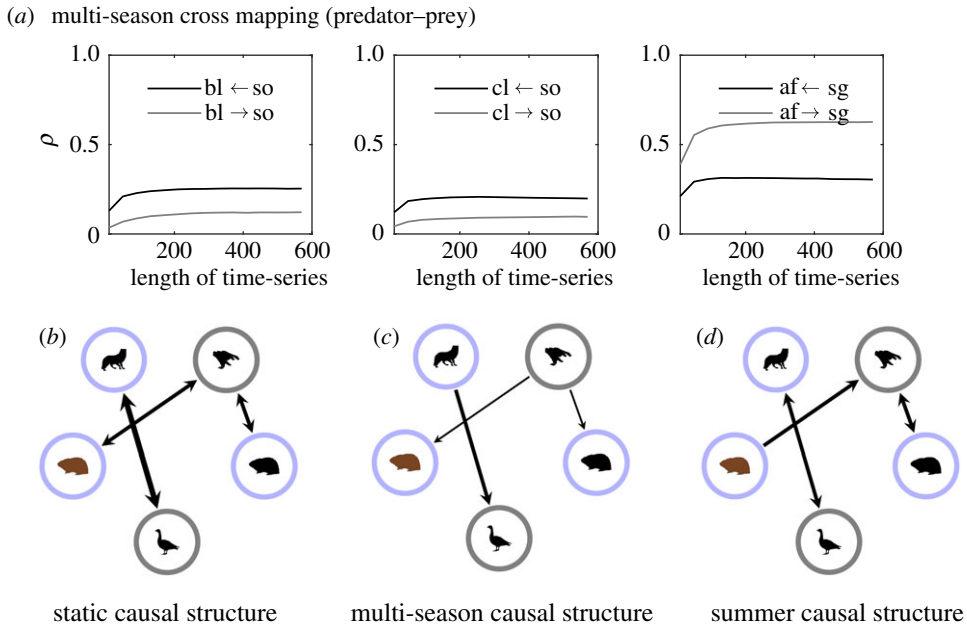 (a) multi-season cross mapping (predator–prey)
1.0
0.5
0
ρ
bl ← so
bl → so
200 400 600
length of time-series
1.0
0.5
0
cl ← so
cl → so
200 400 600
length of time-series
1.0
0.5
0
af ← sg
af → sg
200 400 600
length of time-series
(b)
(c)
(d)
static causal structure
multi-season causal structure
summer causal structure